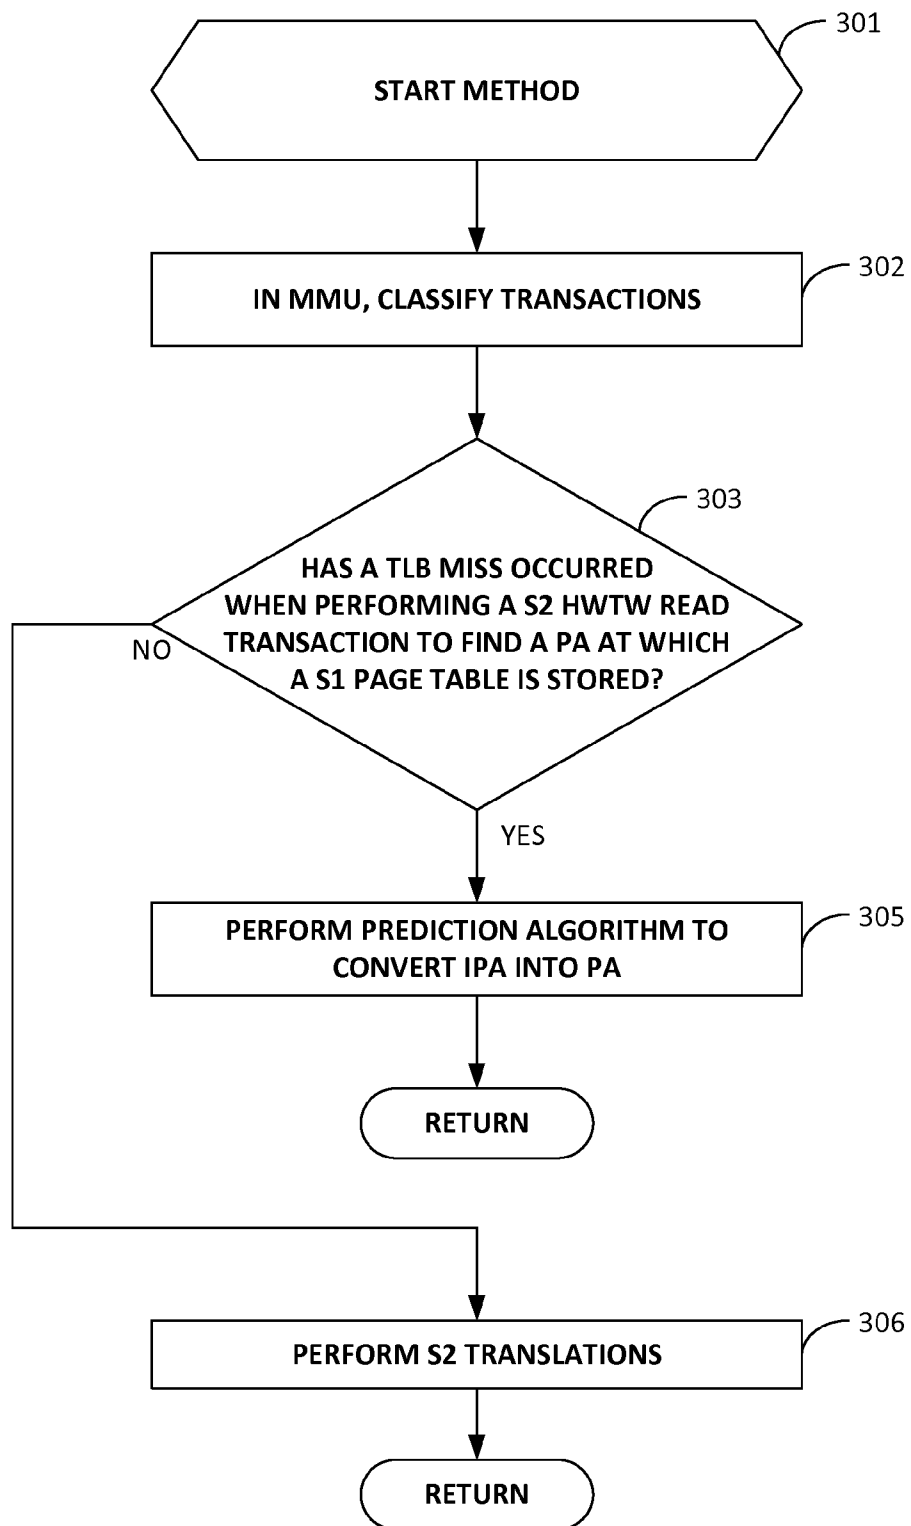 301
START METHOD
302
IN MMU, CLASSIFY TRANSACTIONS
303
HAS A TLB MISS OCCURRED
WHEN PERFORMING A S2 HWTW READ
TRANSACTION TO FIND A PA AT WHICH
A S1 PAGE TABLE IS STORED?
NO
YES
305
PERFORM PREDICTION ALGORITHM TO
CONVERT IPA INTO PA
RETURN
306
PERFORM S2 TRANSLATIONS
RETURN